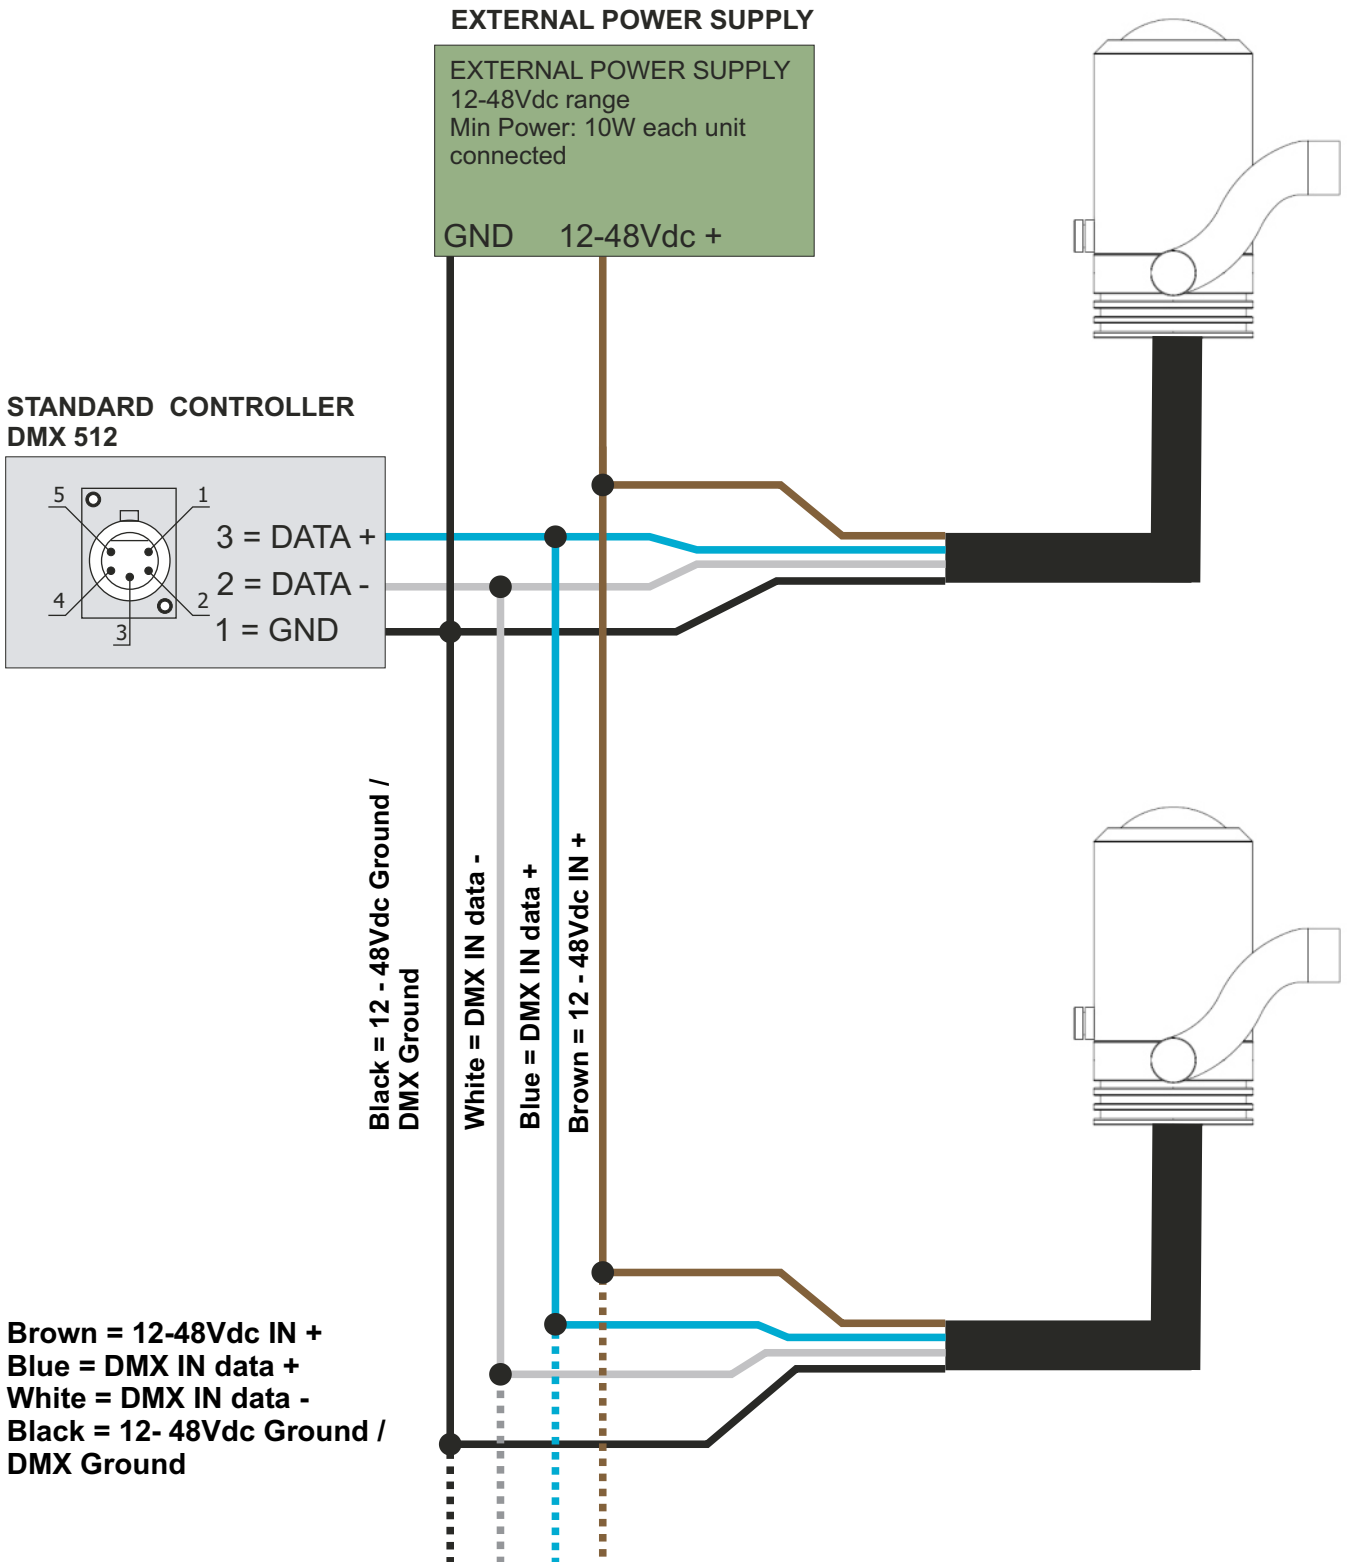 EXTERNAL POWER SUPPLY
EXTERNAL POWER SUPPLY
12-48Vdc range
Min Power: 10W each unit
connected
GND 12-48Vdc +
STANDARD CONTROLLER
DMX 512
5 1
3 = DATA +
2 = DATA -
4 2
3
1 = GND
Black = 12 - 48Vdc Ground /
DMX Ground
White = DMX IN data -
Blue = DMX IN data +
Brown = 12 - 48Vdc IN +
Brown = 12-48Vdc IN +
Blue = DMX IN data +
White = DMX IN data -
Black = 12- 48Vdc Ground /
DMX Ground